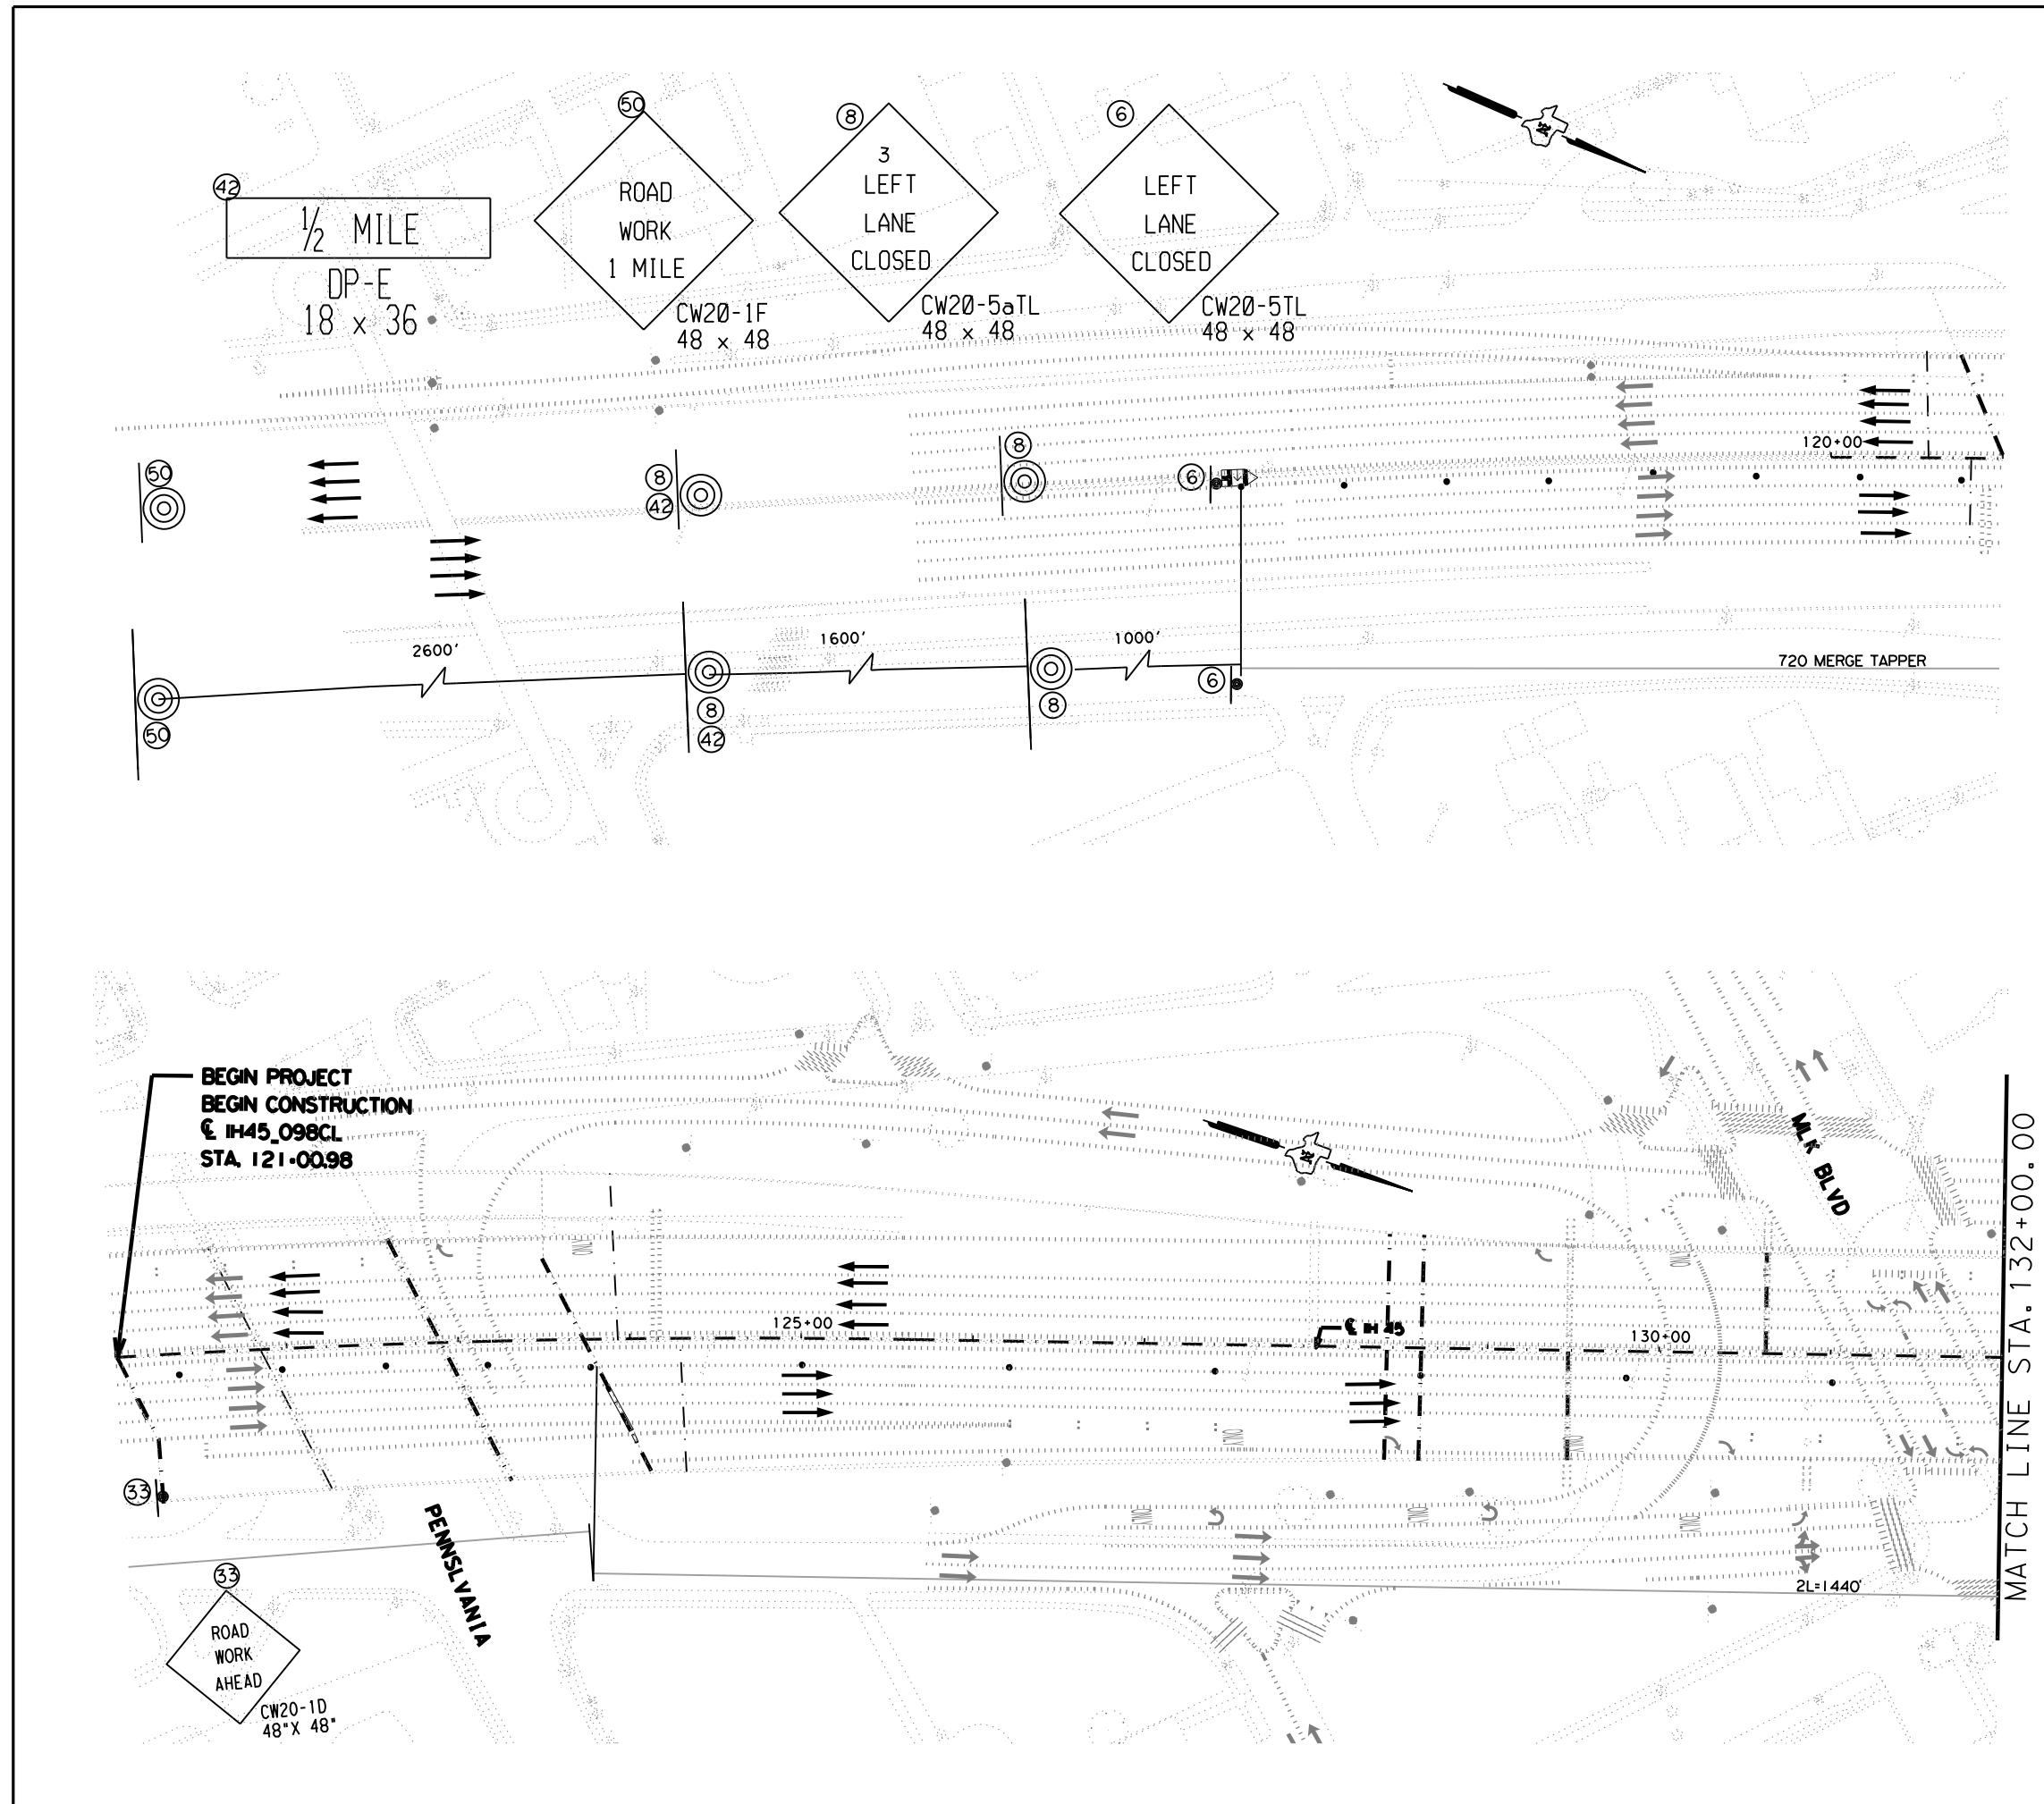 50
8
6
42
½ MILE
DP-E
18 x 36
ROAD
WORK
1 MILE
CW20-1F
48 x 48
3
LEFT
LANE
CLOSED
CW20-5aTL
48 x 48
LEFT
LANE
CLOSED
CW20-5TL
48 x 48
N
120+00
50
8
42
8
6
2600'
1600'
1000'
720 MERGE TAPPER
50
8
42
8
6
BEGIN PROJECT
BEGIN CONSTRUCTION
℄ IH45_098CL
STA. 121+00.98
N
MLK BLVD
125+00
℄ IH 45
130+00
MATCH LINE STA. 132+00.00
33
PENNSLVANIA
2L=1440'
33
ROAD
WORK
AHEAD
CW20-1D
48"X 48"